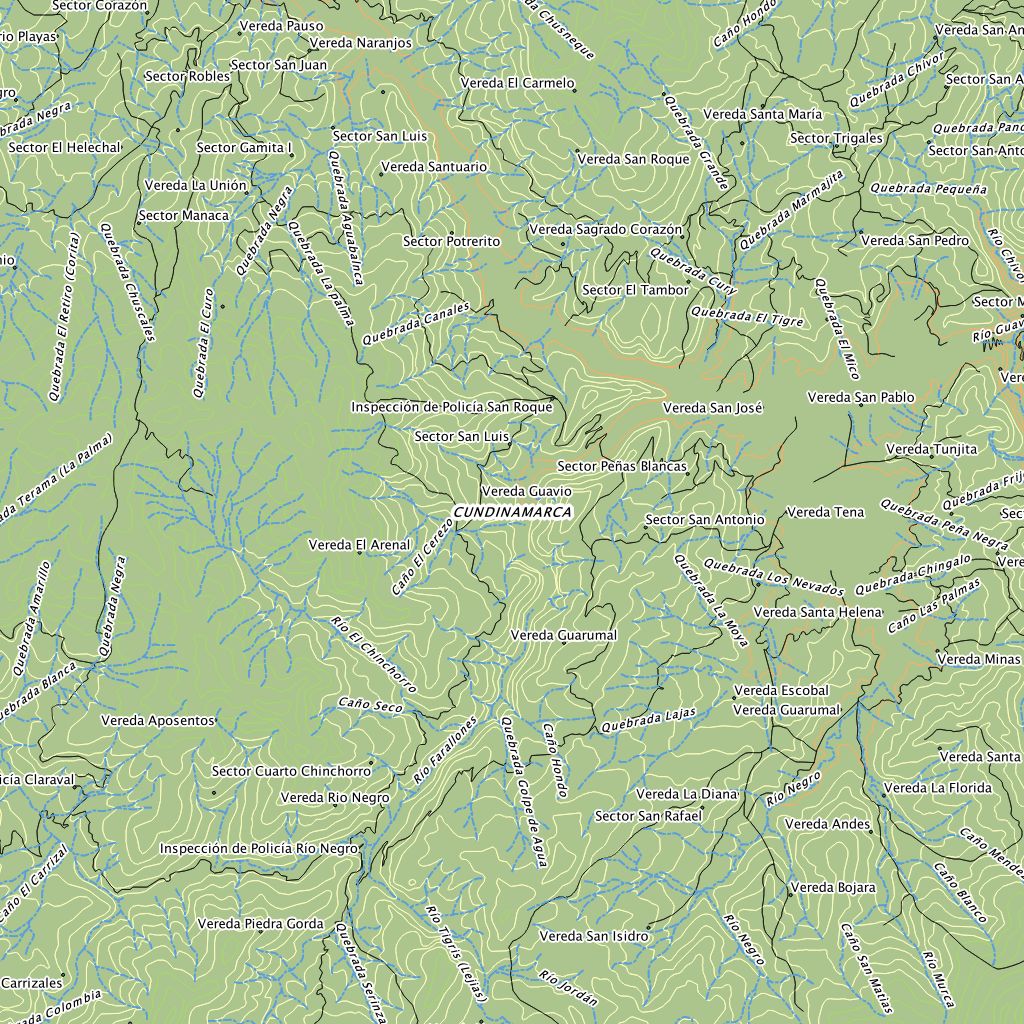 Sector Corazón
Vereda Pauso
Vereda Naranjos
Playas
Sector San Juan
Sector Robles
Caño Hondo
Vereda El Carmelo
Quebrada Chivor
Vereda Santa María
Sector San Luis
Sector Trigales
Quebrada Grande
Sector El Helechal
Sector Gamita I
Vereda San Roque
Vereda Santuario
Vereda La Unión
Quebrada Negra
Quebrada Aguabalnca
Quebrada Marmajita
Quebrada Pequeña
Sector Manaca
Vereda Sagrado Corazón
Sector Potrerito
Vereda San Pedro
Quebrada El Retiro (Corita)
Quebrada Chuscales
Quebrada La palma
Quebrada Cury
Sector El Tambor
Quebrada Canales
Quebrada El Tigre
Quebrada El Curo
Quebrada El Mico
Inspección de Policía San Roque
Vereda San José
Vereda San Pablo
Sector San Luis
Vereda Tunjita
Sector Peñas Blancas
Terama (La Palma)
Vereda Guavio
CUNDINAMARCA
Sector San Antonio
Vereda Tena
Quebrada Peña Negra
Vereda El Arenal
Caño El Cerezo
Quebrada Chingalo
Quebrada Los Nevados
Quebrada La Moya
Caño Las Palmas
Quebrada Amarillo
Quebrada Negra
Vereda Santa Helena
Río El Chinchorro
Vereda Guarumal
Vereda Minas
Blanca
Vereda Escobal
Caño Seco
Vereda Guarumal
Vereda Aposentos
Quebrada Lajas
Río Farallones
Quebrada Golpe de Agua
Caño Hondo
Vereda Santa
Sector Cuarto Chinchorro
Claraval
Vereda Rio Negro
Río Negro
Vereda La Diana
Vereda La Florida
Sector San Rafael
Vereda Andes
Inspección de Policía Río Negro
El Carrizal
Vereda Bojara
Caño Blanco
Vereda Piedra Gorda
Río Tigris (Lejias)
Vereda San Isidro
Río Negro
Caño San Matias
Río Murca
Carrizales
Río Jordán
Colombia